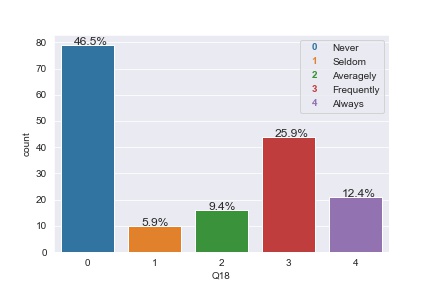 80
70
60
50
40
30
20
10
0
count
46.5%
5.9%
9.4%
25.9%
12.4%
0 Never
1 Seldom
2 Averagely
3 Frequently
4 Always
0 1 2 3 4
Q18